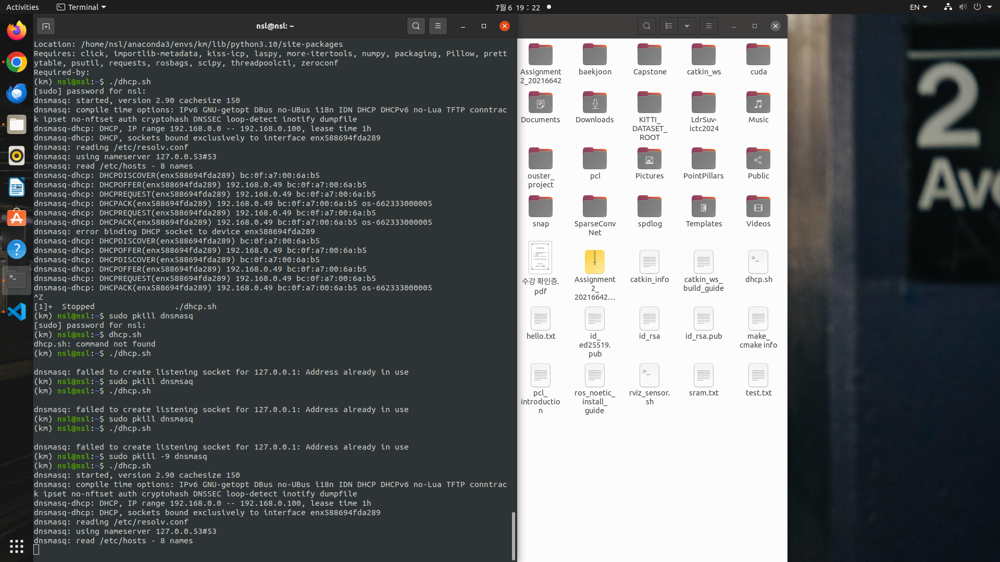 Activities
Terminal
7월 6 19 : 22
EN
nsl@nsl: ~
Location: /home/nsl/anaconda3/envs/km/lib/python3.10/site-packages
Requires: click, importlib-metadata, kiss-icp, laspy, more-itertools, numpy, packaging, Pillow, prett
ytable, psutil, requests, rosbags, scipy, threadpoolctl, zeroconf
Required-by:
(km) nsl@nsl:~$ ./dhcp.sh
[sudo] password for nsl:
dnsmasq: started, version 2.90 cachesize 150
dnsmasq: compile time options: IPv6 GNU-getopt DBus no-UBus i18n IDN DHCP DHCPv6 no-Lua TFTP conntrac
k ipset no-nftset auth cryptohash DNSSEC loop-detect inotify dumpfile
dnsmasq-dhcp: DHCP, IP range 192.168.0.0 -- 192.168.0.100, lease time 1h
dnsmasq-dhcp: DHCP, sockets bound exclusively to interface enx588694fda289
dnsmasq: reading /etc/resolv.conf
dnsmasq: using nameserver 127.0.0.53#53
dnsmasq: read /etc/hosts - 8 names
dnsmasq-dhcp: DHCPDISCOVER(enx588694fda289) bc:0f:a7:00:6a:b5
dnsmasq-dhcp: DHCPOFFER(enx588694fda289) 192.168.0.49 bc:0f:a7:00:6a:b5
dnsmasq-dhcp: DHCPREQUEST(enx588694fda289) 192.168.0.49 bc:0f:a7:00:6a:b5
dnsmasq-dhcp: DHCPACK(enx588694fda289) 192.168.0.49 bc:0f:a7:00:6a:b5 os-662333000005
dnsmasq-dhcp: DHCPREQUEST(enx588694fda289) 192.168.0.49 bc:0f:a7:00:6a:b5
dnsmasq-dhcp: DHCPACK(enx588694fda289) 192.168.0.49 bc:0f:a7:00:6a:b5 os-662333000005
dnsmasq: error binding DHCP socket to device enx588694fda289
dnsmasq-dhcp: DHCPDISCOVER(enx588694fda289) bc:0f:a7:00:6a:b5
dnsmasq-dhcp: DHCPOFFER(enx588694fda289) 192.168.0.49 bc:0f:a7:00:6a:b5
dnsmasq-dhcp: DHCPDISCOVER(enx588694fda289) bc:0f:a7:00:6a:b5
dnsmasq-dhcp: DHCPOFFER(enx588694fda289) 192.168.0.49 bc:0f:a7:00:6a:b5
dnsmasq-dhcp: DHCPREQUEST(enx588694fda289) 192.168.0.49 bc:0f:a7:00:6a:b5
dnsmasq-dhcp: DHCPACK(enx588694fda289) 192.168.0.49 bc:0f:a7:00:6a:b5 os-662333000005
^Z
[1]+  Stopped                 ./dhcp.sh
(km) nsl@nsl:~$ sudo pkill dnsmasq
[sudo] password for nsl:
(km) nsl@nsl:~$ dhcp.sh
dhcp.sh: command not found
(km) nsl@nsl:~$ ./dhcp.sh
dnsmasq: failed to create listening socket for 127.0.0.1: Address already in use
(km) nsl@nsl:~$ sudo pkill dnsmsaq
(km) nsl@nsl:~$ ./dhcp.sh
dnsmasq: failed to create listening socket for 127.0.0.1: Address already in use
(km) nsl@nsl:~$ sudo pkill dnsmasq
(km) nsl@nsl:~$ ./dhcp.sh
dnsmasq: failed to create listening socket for 127.0.0.1: Address already in use
(km) nsl@nsl:~$ sudo pkill -9 dnsmasq
(km) nsl@nsl:~$ ./dhcp.sh
dnsmasq: started, version 2.90 cachesize 150
dnsmasq: compile time options: IPv6 GNU-getopt DBus no-UBus i18n IDN DHCP DHCPv6 no-Lua TFTP conntrac
k ipset no-nftset auth cryptohash DNSSEC loop-detect inotify dumpfile
dnsmasq-dhcp: DHCP, IP range 192.168.0.0 -- 192.168.0.100, lease time 1h
dnsmasq-dhcp: DHCP, sockets bound exclusively to interface enx588694fda289
dnsmasq: reading /etc/resolv.conf
dnsmasq: using nameserver 127.0.0.53#53
dnsmasq: read /etc/hosts - 8 names
Assignment
2_20216642
baekjoon
Capstone
catkin_ws
cuda
Documents
Downloads
KITTI_
DATASET_
ROOT
LdrSuv-
ictc2024
Music
ouster_
project
pcl
Pictures
PointPillars
Public
snap
SparseConv
Net
spdlog
Templates
Videos
수강 확인증.
pdf
Assignment
2_
20216642...
catkin_info
catkin_ws_
build_guide
dhcp.sh
hello.txt
id_
ed25519.
pub
id_rsa
id_rsa.pub
make_
cmake info
pcl_
introductio
n
ros_noetic_
install_
guide
rviz_sensor.
sh
sram.txt
test.txt
2
Ave